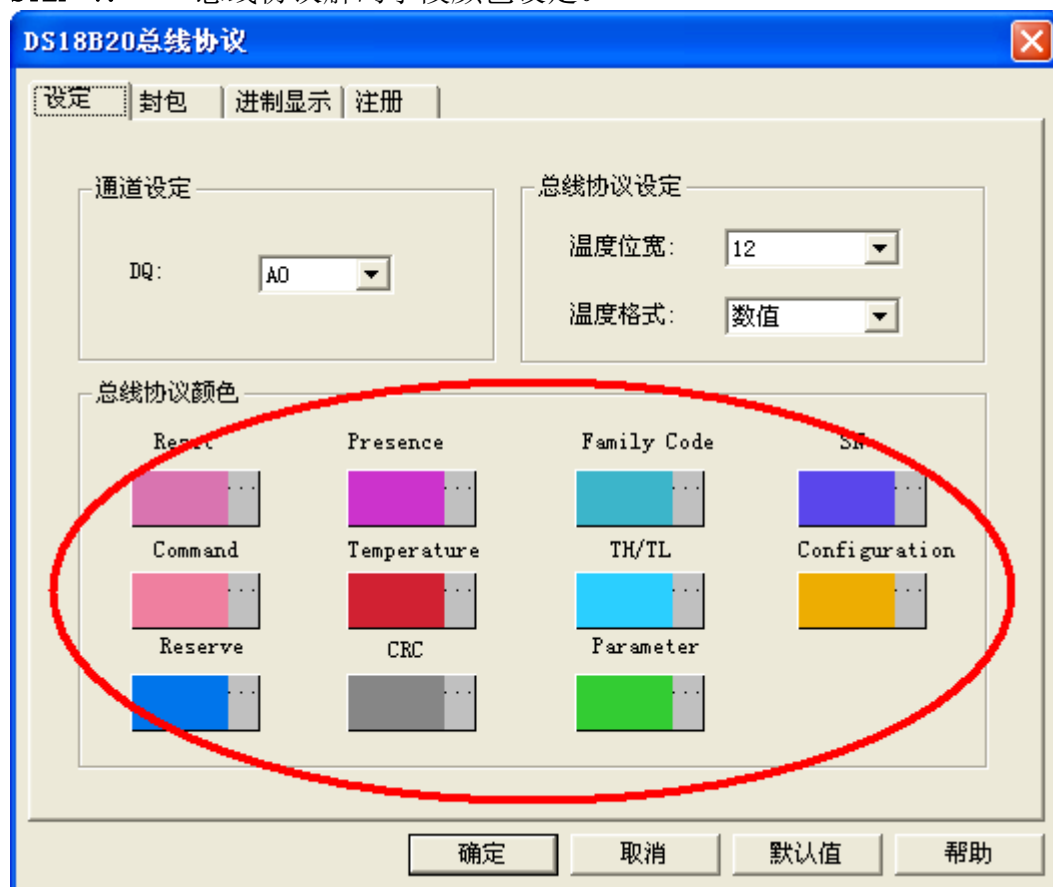 DS18B20总线协议
设定 封包 进制显示 注册
通道设定
DQ: A0
总线协议设定
温度位宽: 12
温度格式: 数值
总线协议颜色
Reset Presence Family Code SN
... ... ... ...
Command Temperature TH/TL Configuration
... ... ... ...
Reserve CRC Parameter
... ... ...
确定 取消 默认值 帮助